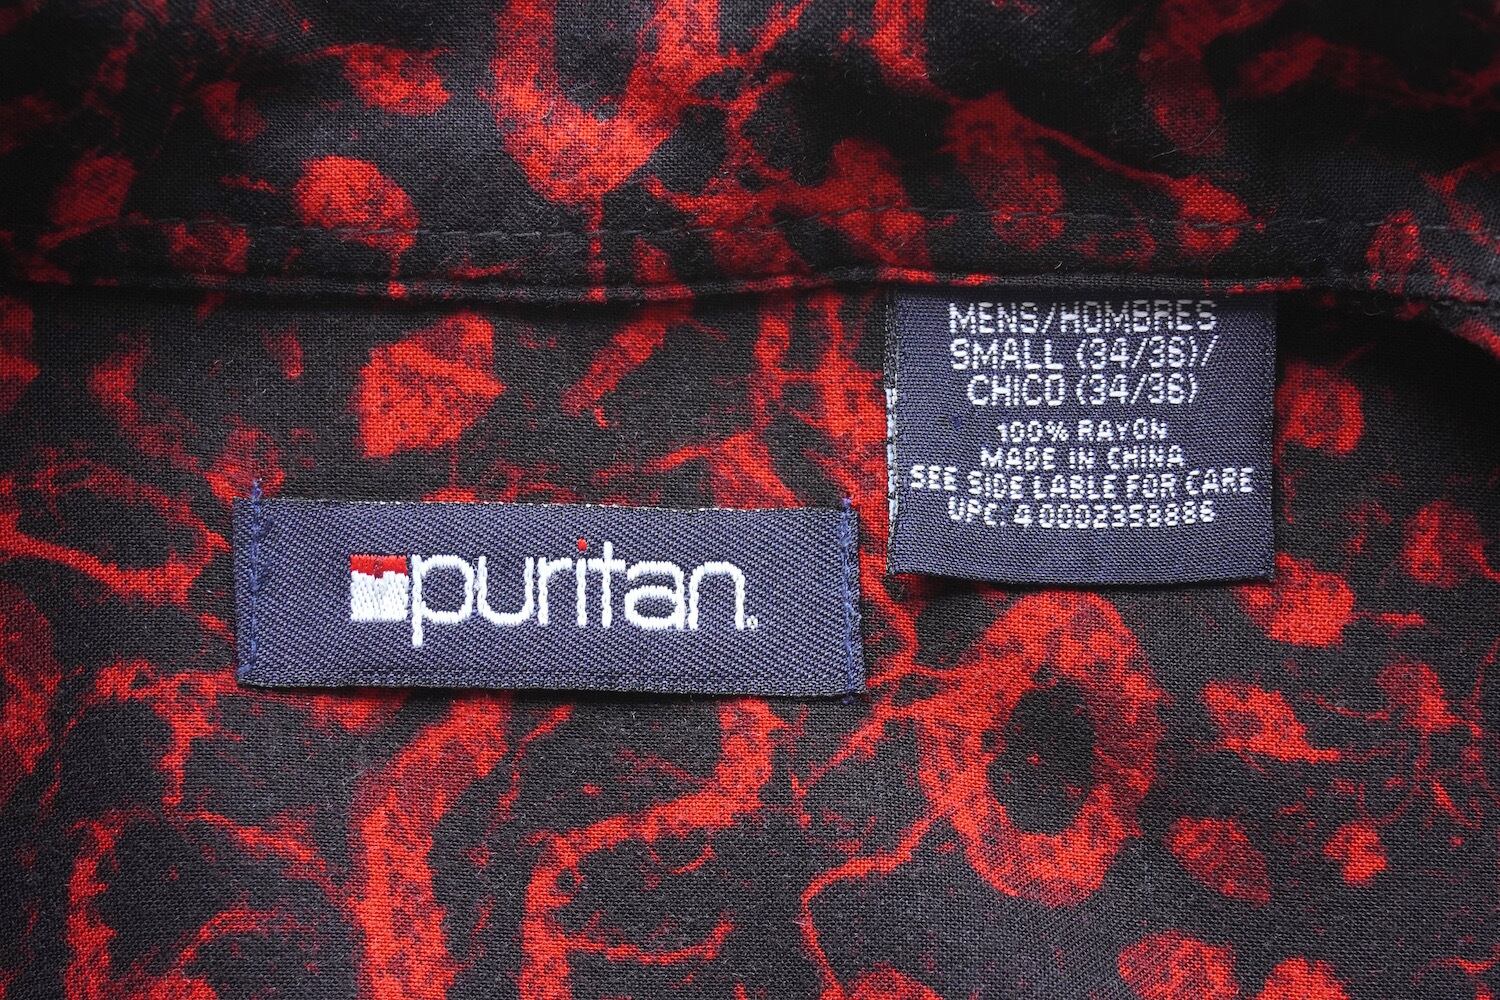 MENS/HOMBRES
SMALL (34/36)/
CHICO (34/36)
100% RAYON
MADE IN CHINA
SEE SIDE LABLE FOR CARE
UPC. 400023588886
puritan.